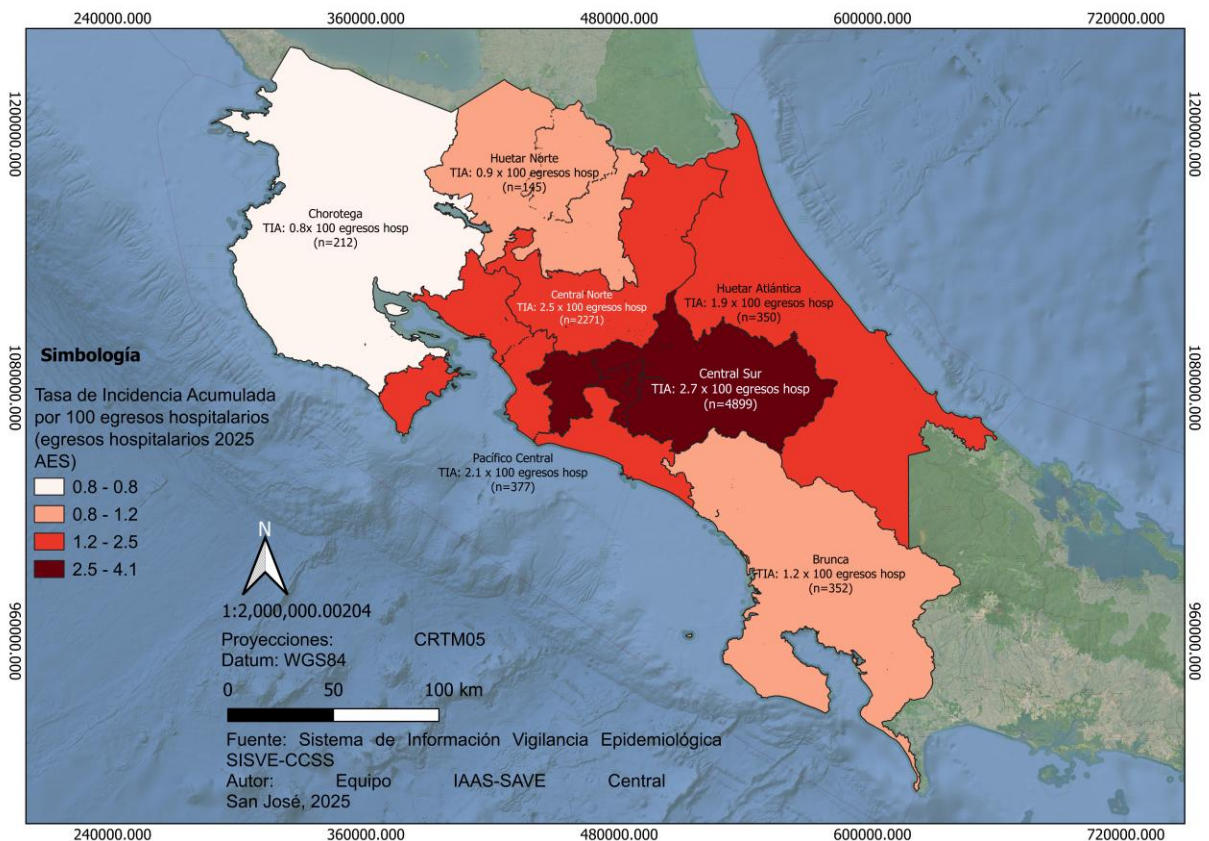 240000.000 360000.000 480000.000 600000.000 720000.000
1200000.000
1200000.000
Huetar Norte
TIA: 0.9 x 100 egresos hosp
(n=145)
Chorotega
TIA: 0.8x 100 egresos hosp
(n=212)
Central Norte
TIA: 2.5 x 100 egresos hosp
(n=2271)
Huetar Atlántica
TIA: 1.9 x 100 egresos hosp
(n=350)
1080000.000
1080000.000
Central Sur
TIA: 2.7 x 100 egresos hosp
(n=4899)
Pacífico Central
TIA: 2.1 x 100 egresos hosp
(n=377)
Brunca
TIA: 1.2 x 100 egresos hosp
(n=352)
960000.000
960000.000
Simbología
Tasa de Incidencia Acumulada
por 100 egresos hospitalarios
(egresos hospitalarios 2025
AES)
0.8 - 0.8
0.8 - 1.2
1.2 - 2.5
2.5 - 4.1
N
1:2,000,000.00204
Proyecciones: CRTM05
Datum: WGS84
0 50 100 km
Fuente: Sistema de Información Vigilancia Epidemiológica
SISVE-CCSS
Autor: Equipo IAAS-SAVE Central
San José, 2025
240000.000 360000.000 480000.000 600000.000 720000.000